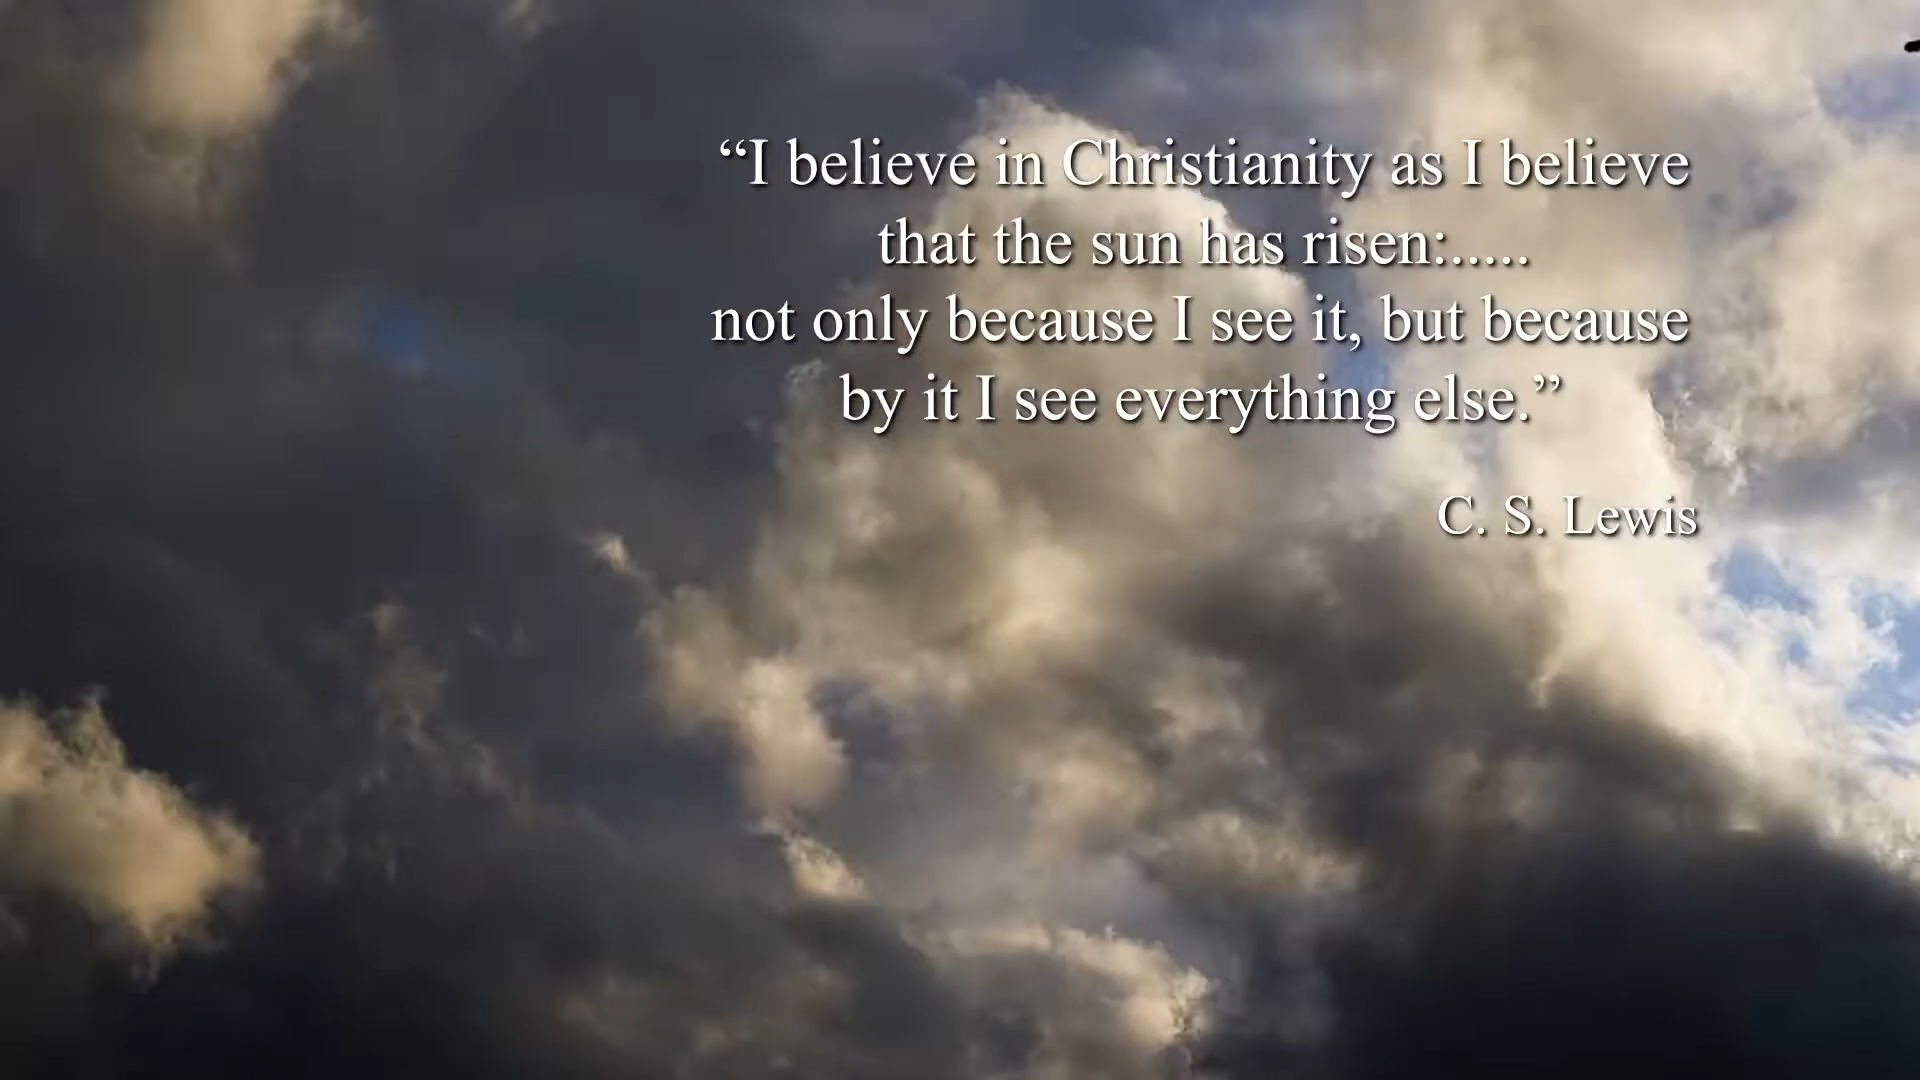 “I believe in Christianity as I believe
that the sun has risen:.....
not only because I see it, but because
by it I see everything else.”
C. S. Lewis